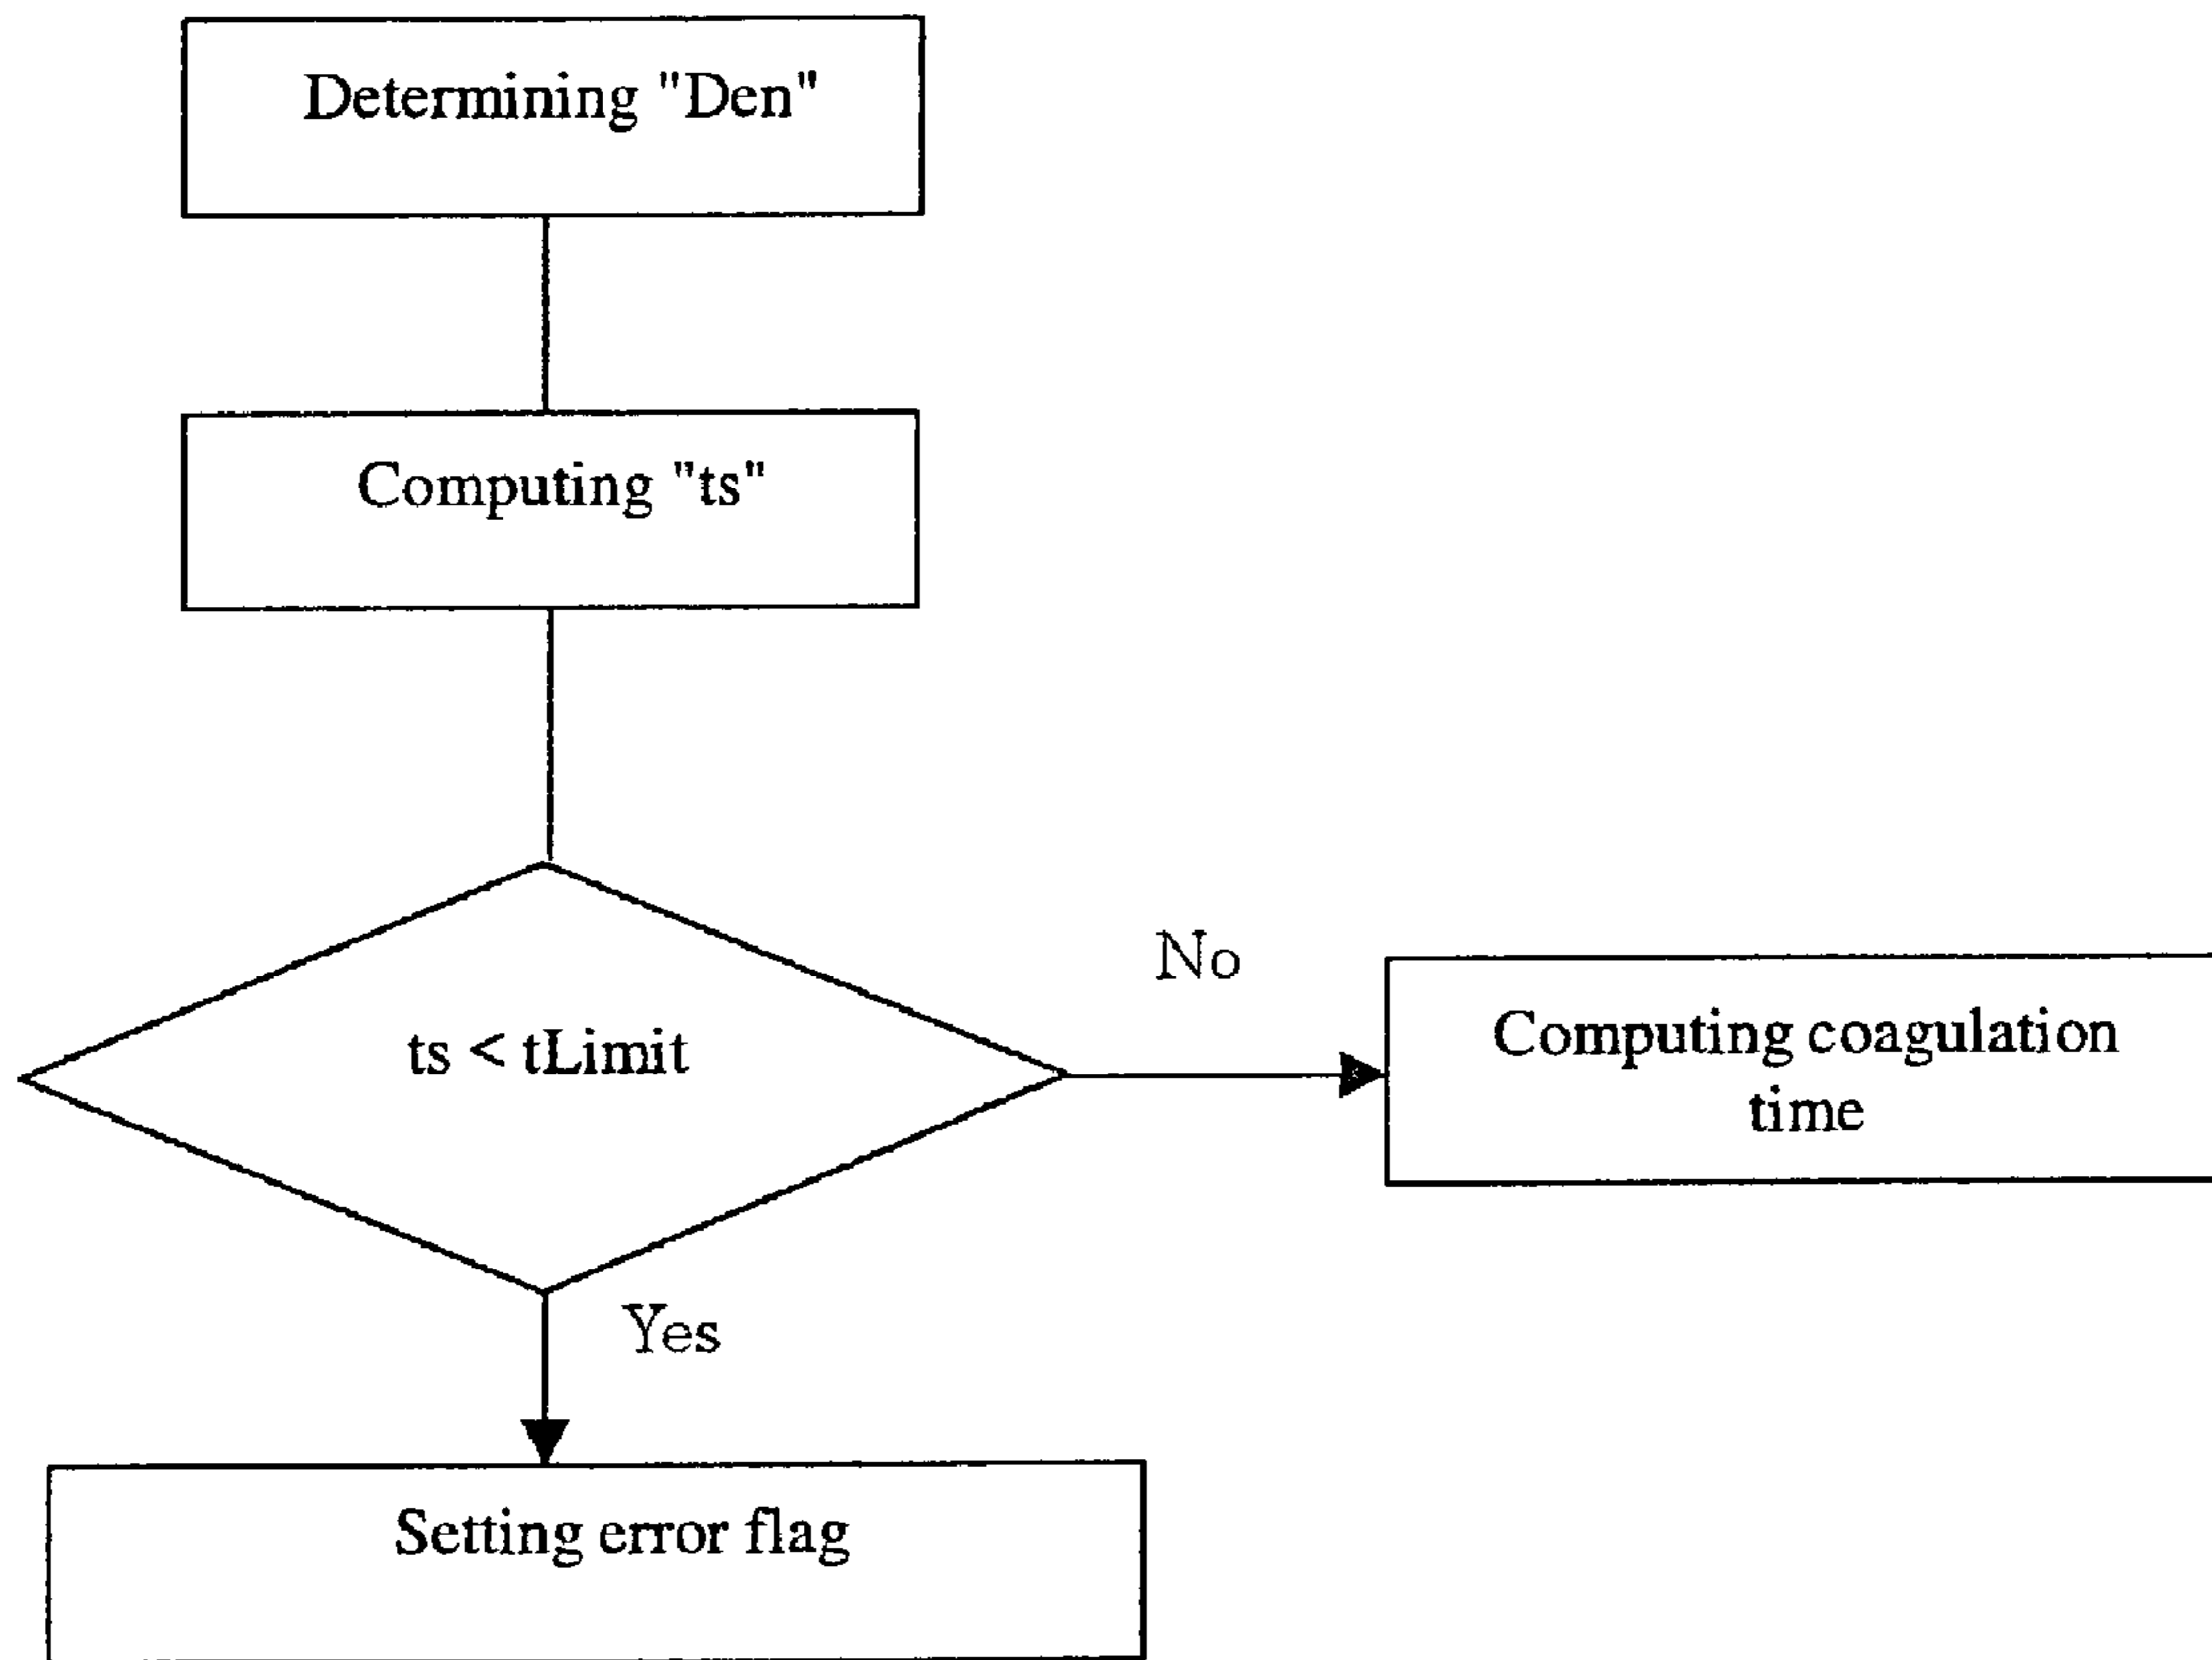 Determining "Den"
Computing "ts"
ts < tLimit
No
Computing coagulation
time
Yes
Setting error flag